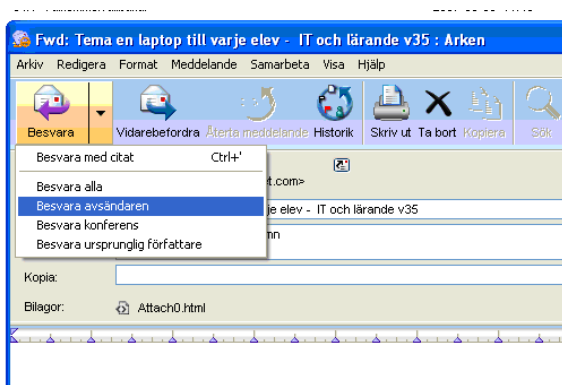 Fwd: Tema en laptop till varje elev - IT och lärande v35 : Arken
Arkiv Redigera Format Meddelande Samarbeta Visa Hjälp
Besvara Vidarebefordra Återta meddelande Historik Skriv ut Ta bort Kopiera Sök
Besvara med citat Ctrl+'
Besvara alla
Besvara avsändaren
Besvara konferens
Besvara ursprunglig författare
t.com>
je elev - IT och lärande v35
mn
Kopia:
Bilagor: Attach0.html